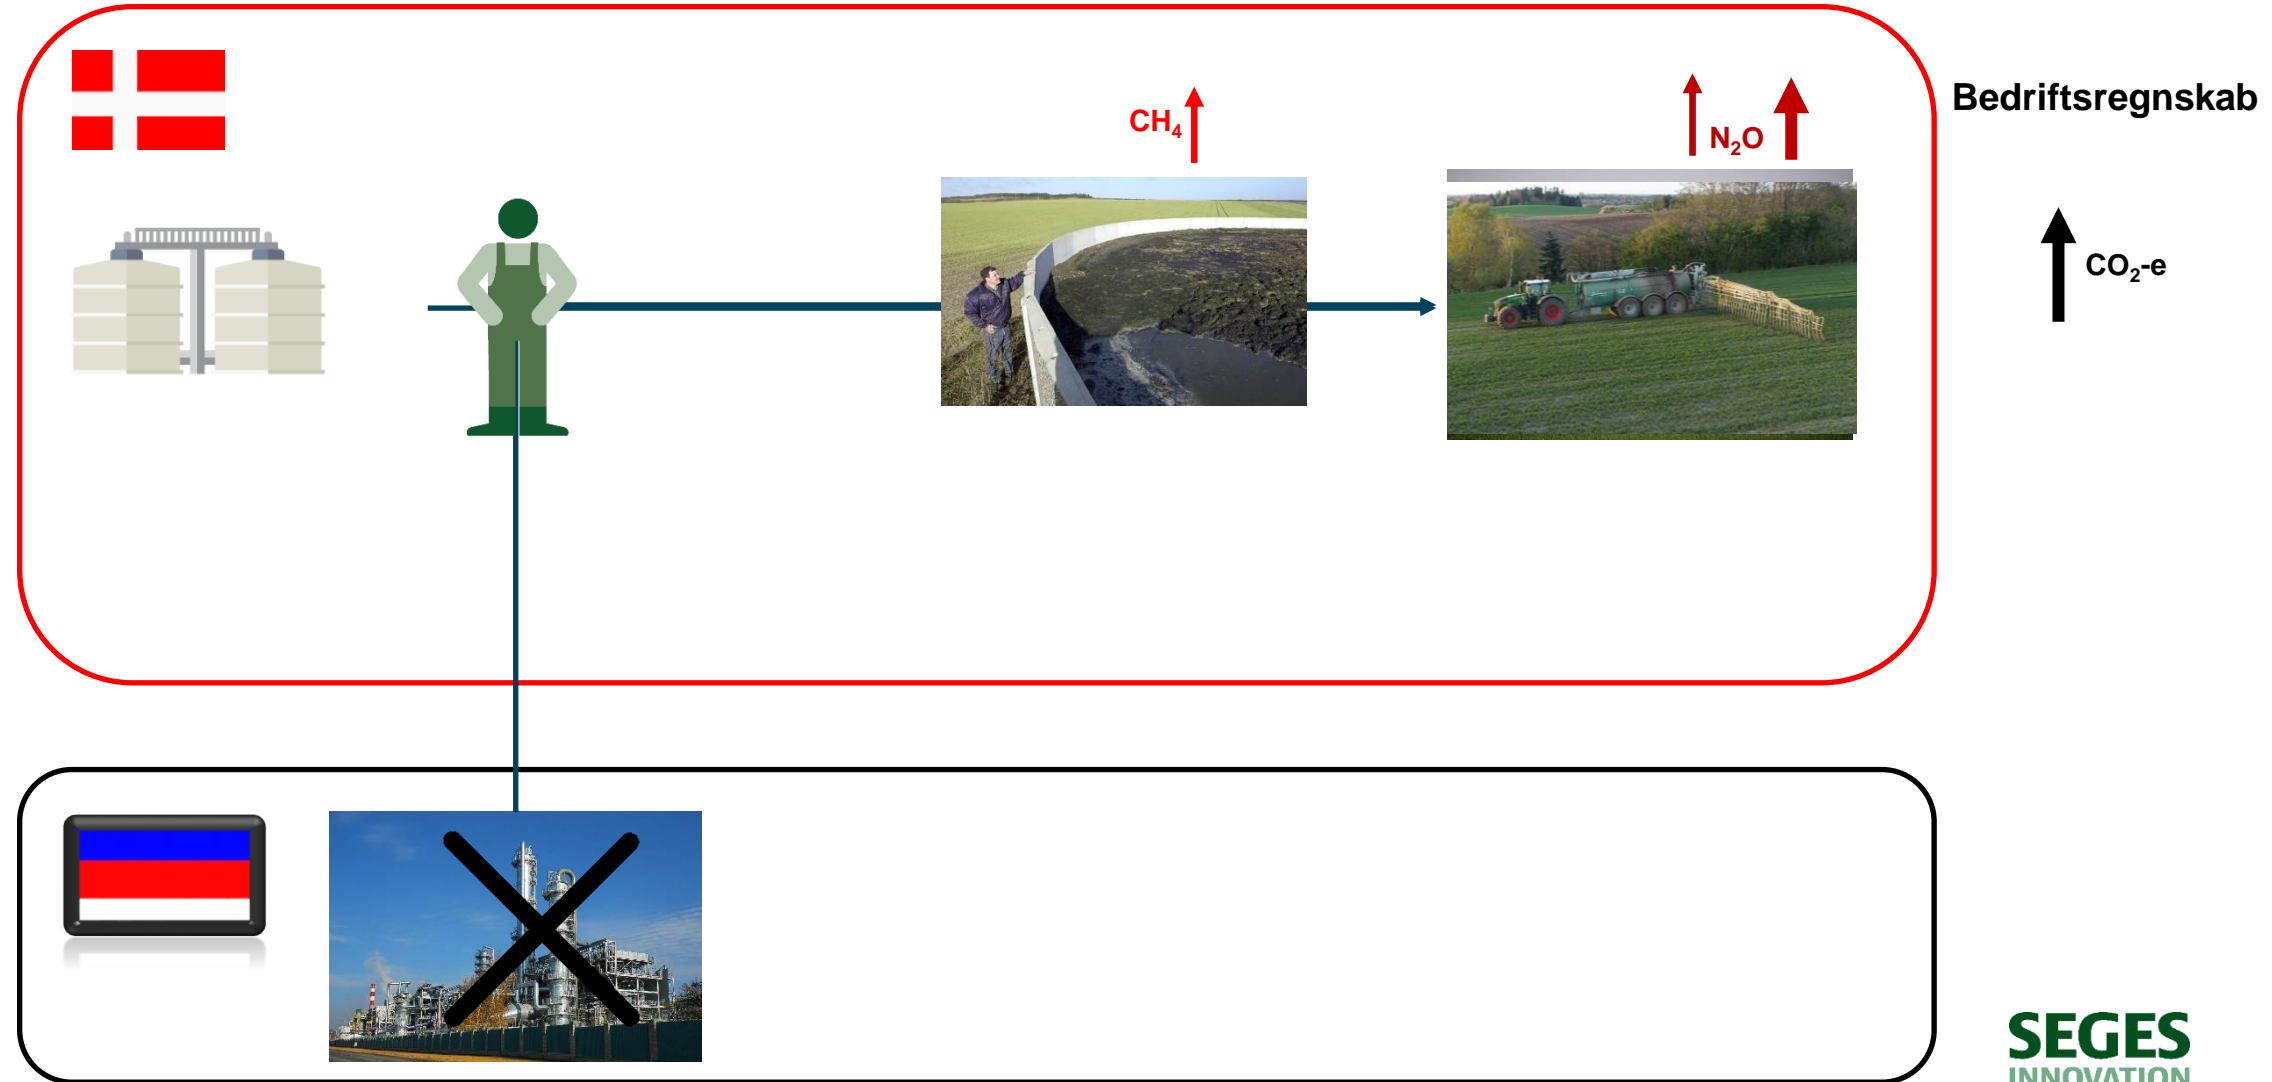 CH₄
N₂O
Bedriftsregnskab
CO₂-e
SEGES
INNOVATION